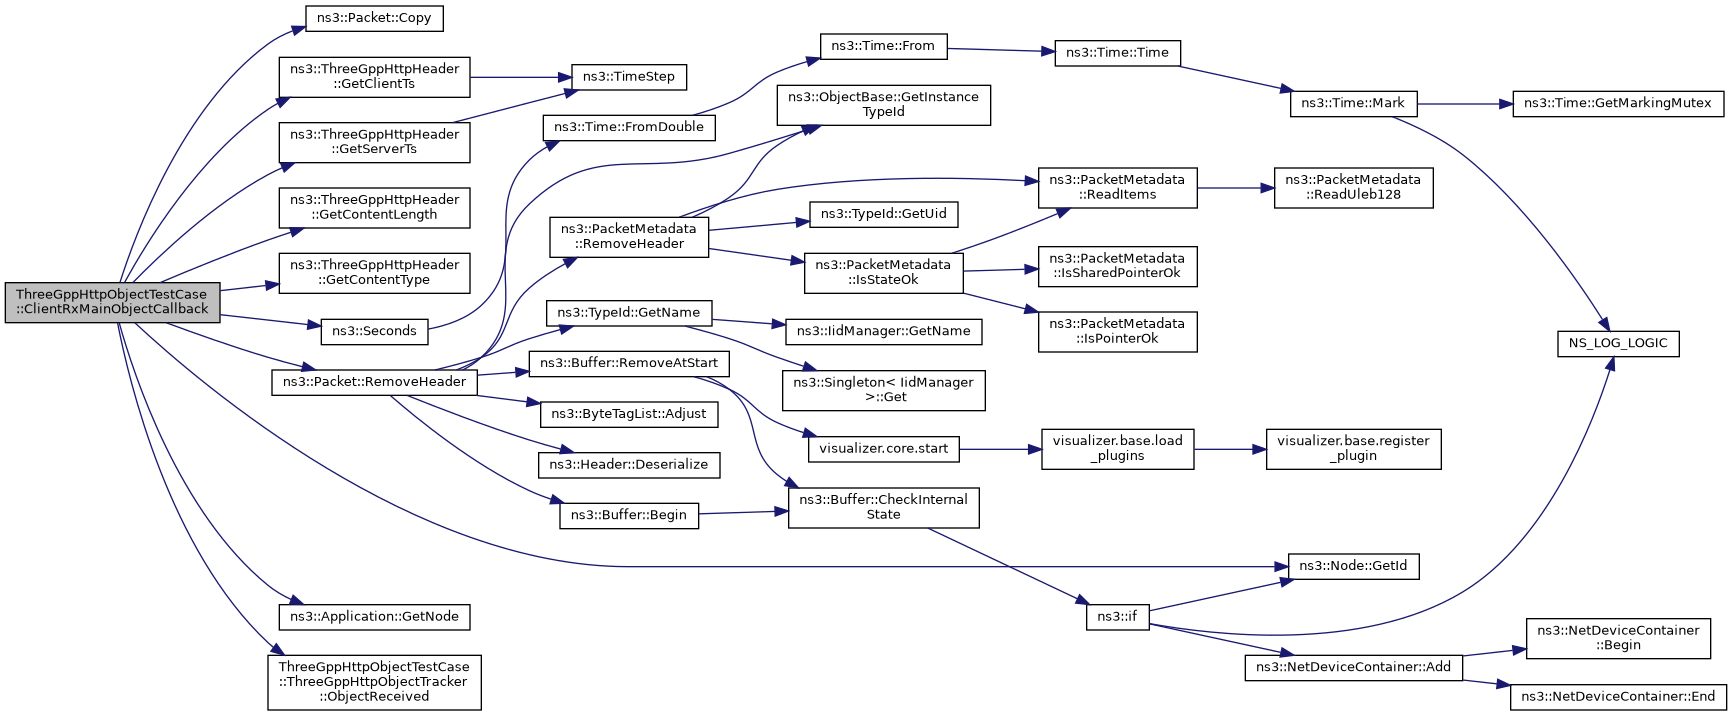 ThreeGppHttpObjectTestCase
::ClientRxMainObjectCallback
ns3::Packet::Copy
ns3::ThreeGppHttpHeader
::GetClientTs
ns3::TimeStep
ns3::ThreeGppHttpHeader
::GetServerTs
ns3::ThreeGppHttpHeader
::GetContentLength
ns3::ThreeGppHttpHeader
::GetContentType
ns3::Seconds
ns3::Time::FromDouble
ns3::Time::From
ns3::Time::Time
ns3::Time::Mark
ns3::Time::GetMarkingMutex
NS_LOG_LOGIC
ns3::Packet::RemoveHeader
ns3::ObjectBase::GetInstance
TypeId
ns3::PacketMetadata
::RemoveHeader
ns3::PacketMetadata
::ReadItems
ns3::PacketMetadata
::ReadUleb128
ns3::TypeId::GetUid
ns3::PacketMetadata
::IsStateOk
ns3::PacketMetadata
::IsSharedPointerOk
ns3::PacketMetadata
::IsPointerOk
ns3::TypeId::GetName
ns3::IidManager::GetName
ns3::Singleton< IidManager
>::Get
ns3::Buffer::RemoveAtStart
ns3::ByteTagList::Adjust
ns3::Header::Deserialize
ns3::Buffer::Begin
visualizer.core.start
visualizer.base.load
_plugins
visualizer.base.register
_plugin
ns3::Buffer::CheckInternal
State
ns3::if
ns3::Node::GetId
ns3::NetDeviceContainer::Add
ns3::NetDeviceContainer
::Begin
ns3::NetDeviceContainer::End
ns3::Application::GetNode
ThreeGppHttpObjectTestCase
::ThreeGppHttpObjectTracker
::ObjectReceived